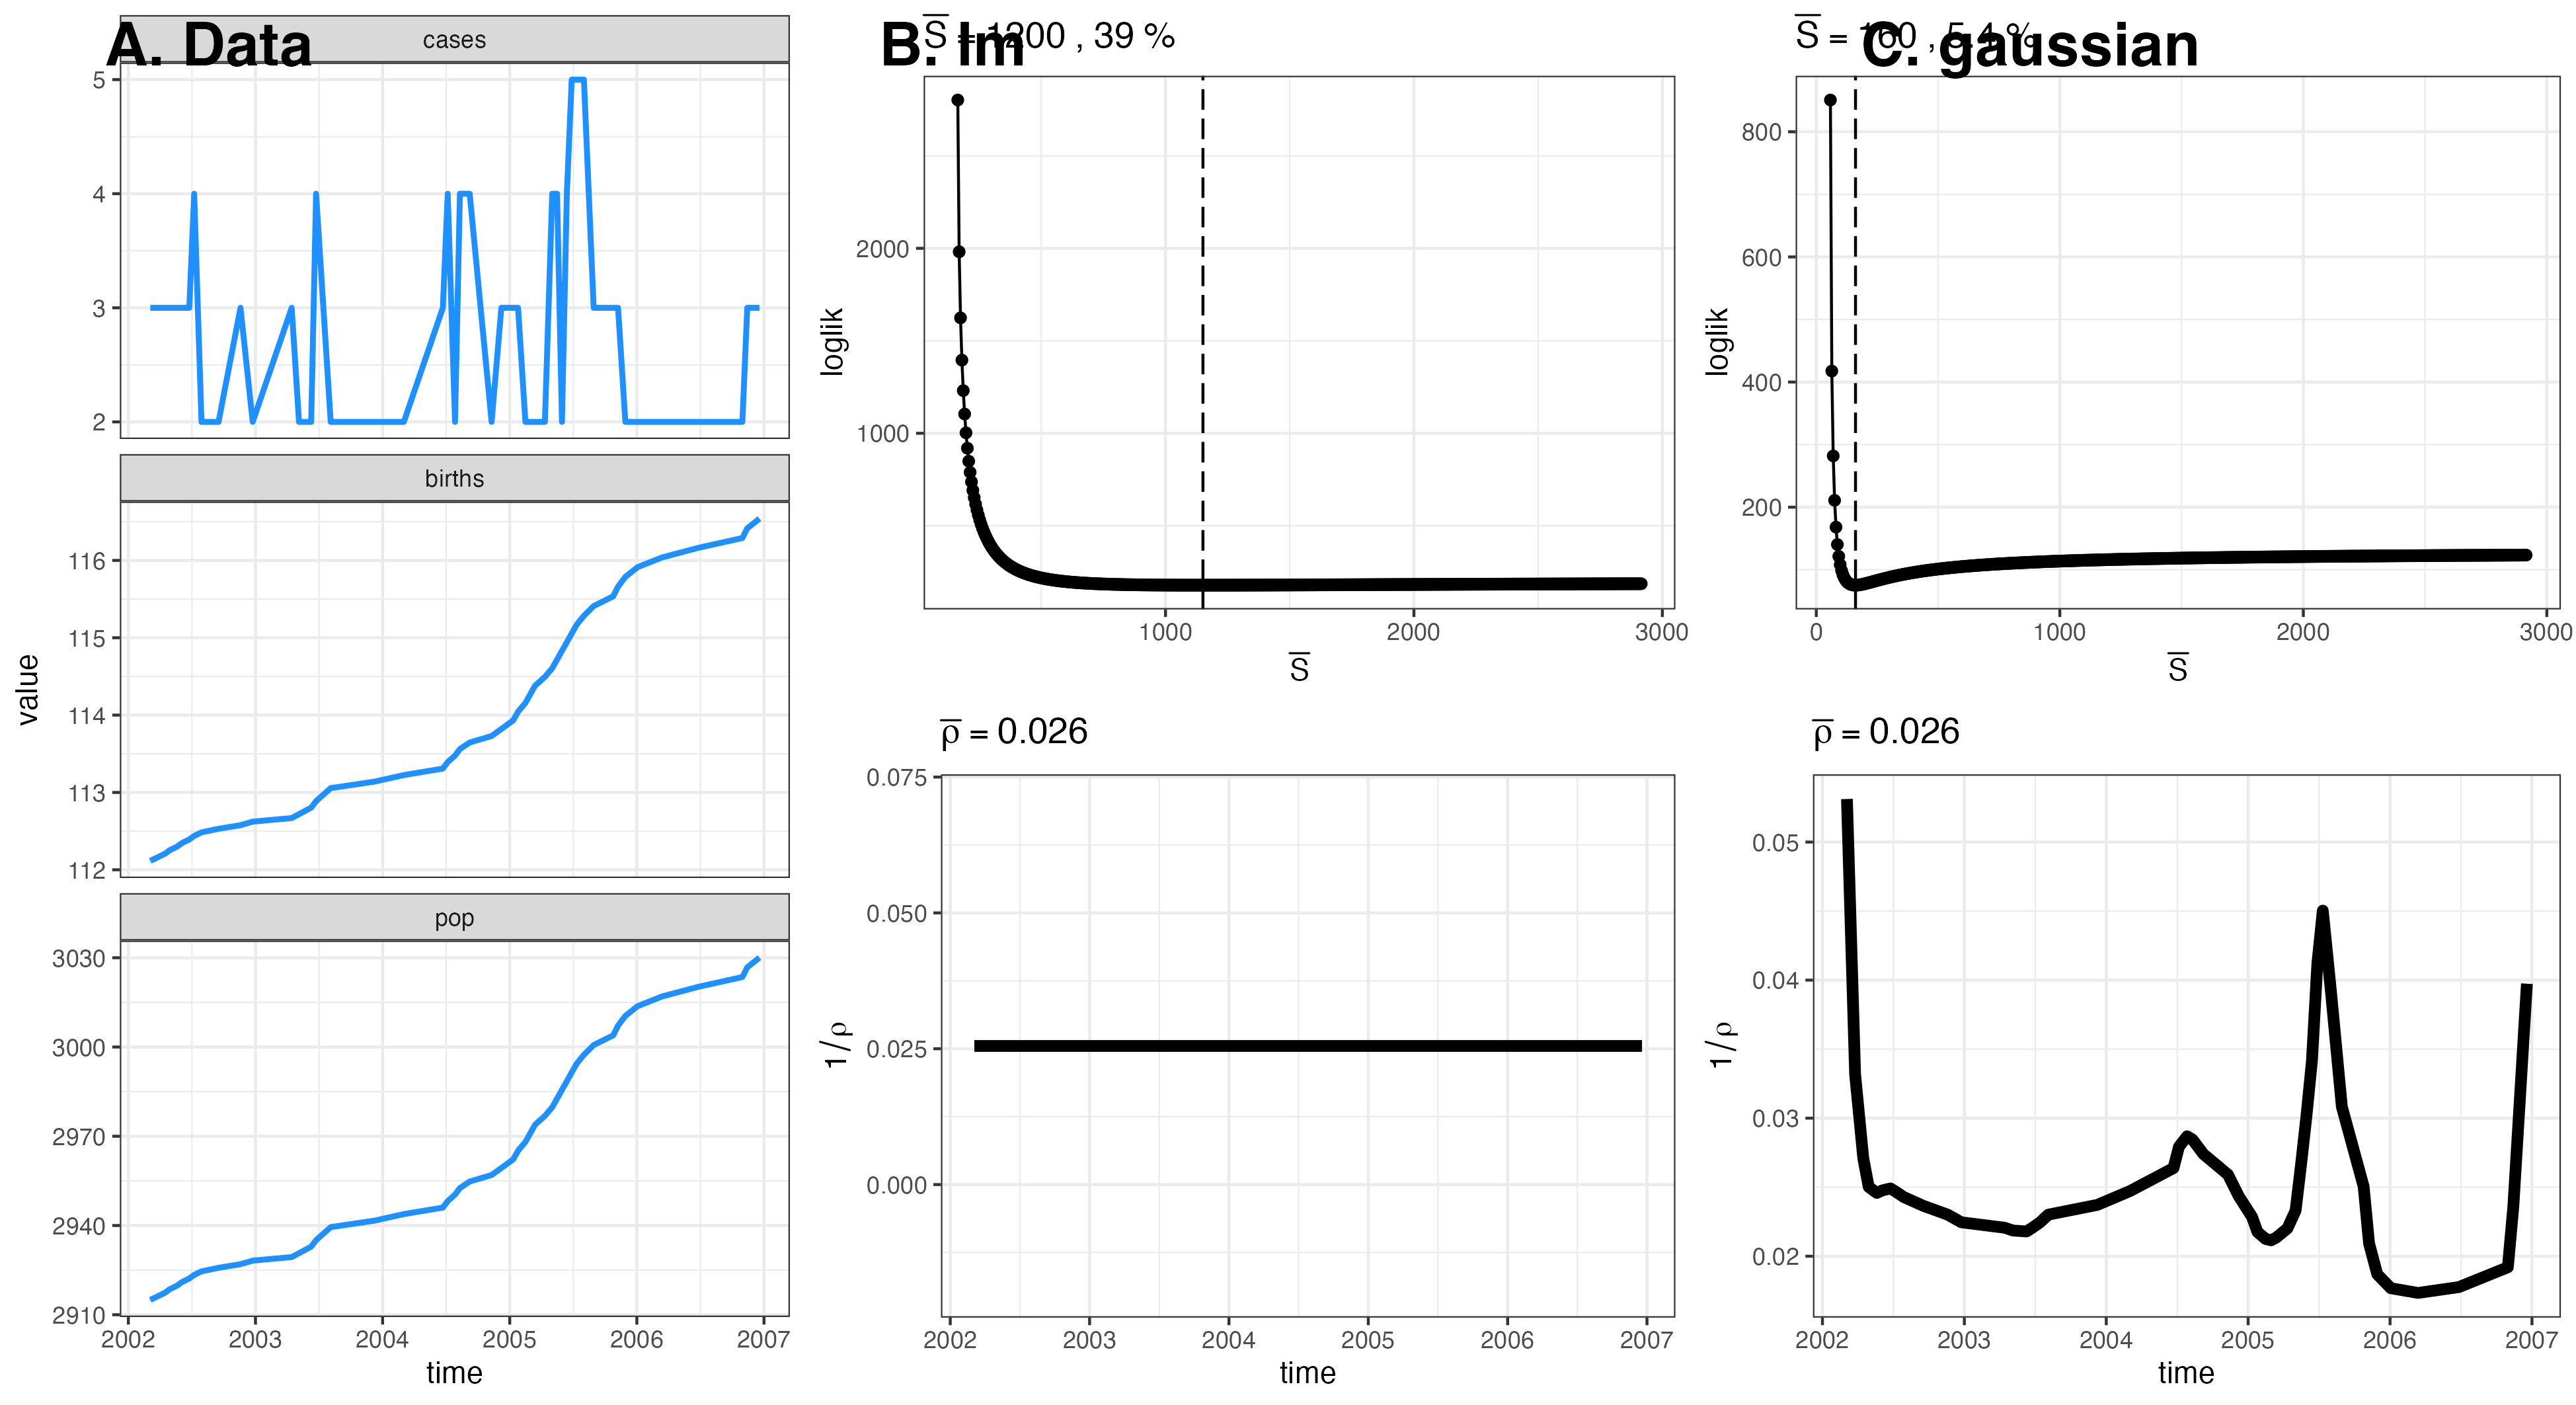 A. Data
cases
5
4
3
2
births
116
115
114
113
112
pop
3030
3000
2970
2940
2910
value
2002 2003 2004 2005 2006 2007
time
B. lm
S̅ = 1200 , 39 %
2000
1000
loglik
1000 2000 3000
S̅
ρ̅ = 0.026
0.075
0.050
0.025
0.000
1/ρ
2002 2003 2004 2005 2006 2007
time
C. gaussian
S̅ = 160 , 5.4 %
800
600
400
200
loglik
0 1000 2000 3000
S̅
ρ̅ = 0.026
0.05
0.04
0.03
0.02
1/ρ
2002 2003 2004 2005 2006 2007
time